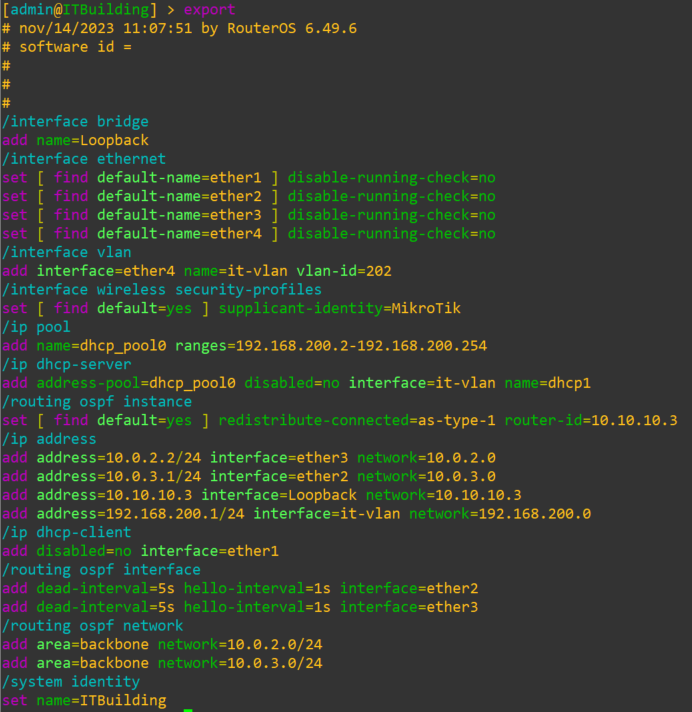 [admin@ITBuilding] > export
# nov/14/2023 11:07:51 by RouterOS 6.49.6
# software id =
#
#
#
/interface bridge
add name=Loopback
/interface ethernet
set [ find default-name=ether1 ] disable-running-check=no
set [ find default-name=ether2 ] disable-running-check=no
set [ find default-name=ether3 ] disable-running-check=no
set [ find default-name=ether4 ] disable-running-check=no
/interface vlan
add interface=ether4 name=it-vlan vlan-id=202
/interface wireless security-profiles
set [ find default=yes ] supplicant-identity=MikroTik
/ip pool
add name=dhcp_pool0 ranges=192.168.200.2-192.168.200.254
/ip dhcp-server
add address-pool=dhcp_pool0 disabled=no interface=it-vlan name=dhcp1
/routing ospf instance
set [ find default=yes ] redistribute-connected=as-type-1 router-id=10.10.10.3
/ip address
add address=10.0.2.2/24 interface=ether3 network=10.0.2.0
add address=10.0.3.1/24 interface=ether2 network=10.0.3.0
add address=10.10.10.3 interface=Loopback network=10.10.10.3
add address=192.168.200.1/24 interface=it-vlan network=192.168.200.0
/ip dhcp-client
add disabled=no interface=ether1
/routing ospf interface
add dead-interval=5s hello-interval=1s interface=ether2
add dead-interval=5s hello-interval=1s interface=ether3
/routing ospf network
add area=backbone network=10.0.2.0/24
add area=backbone network=10.0.3.0/24
/system identity
set name=ITBuilding